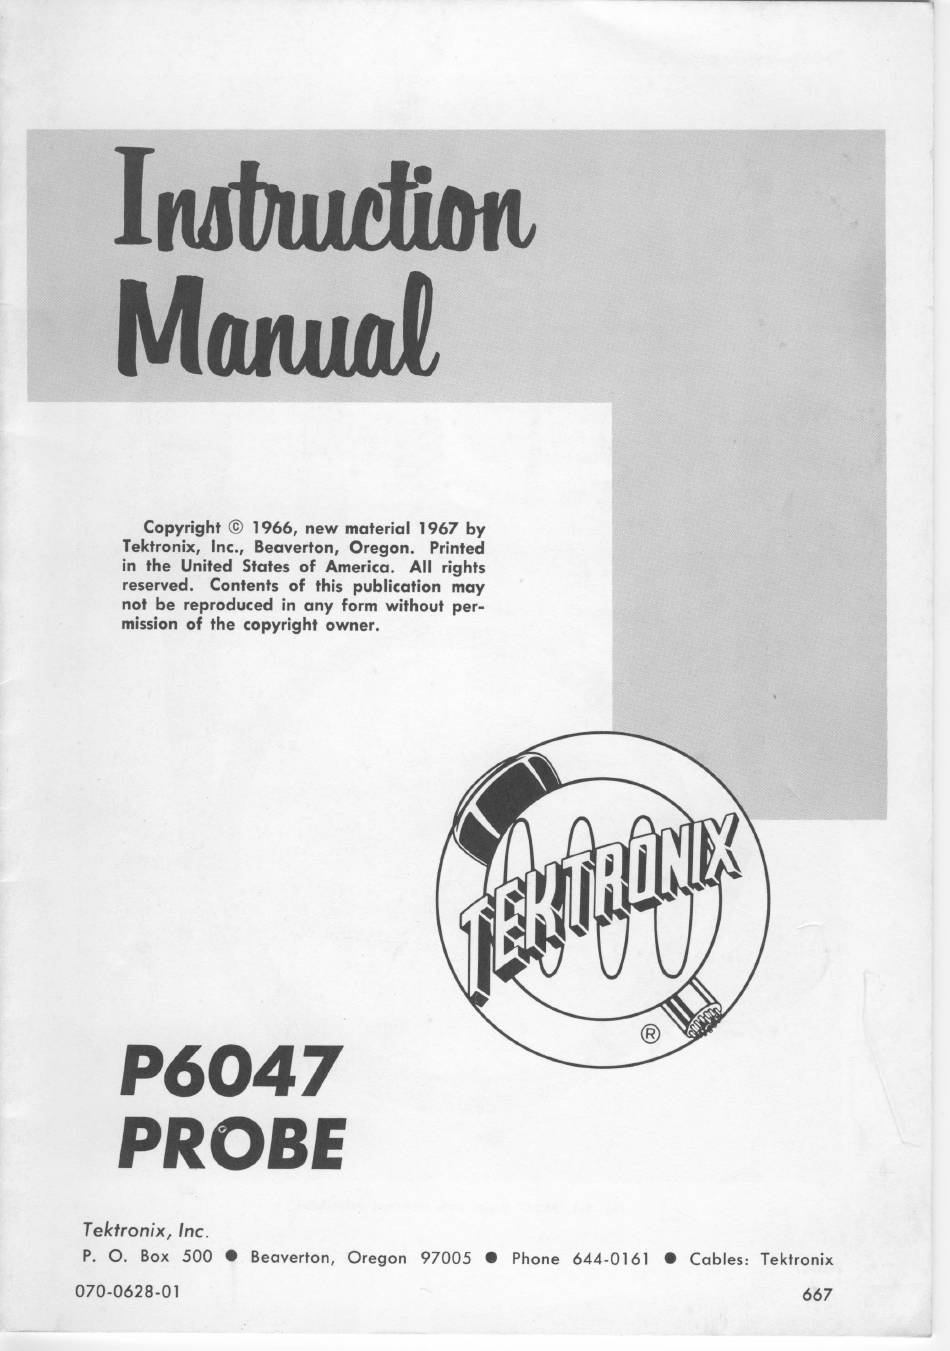 Instruction
Manual
Copyright © 1966, new material 1967 by
Tektronix, Inc., Beaverton, Oregon. Printed
in the United States of America. All rights
reserved. Contents of this publication may
not be reproduced in any form without per-
mission of the copyright owner.
TEKTRONIX
®
P6047
PROBE
Tektronix, Inc.
P. O. Box 500 ● Beaverton, Oregon 97005 ● Phone 644-0161 ● Cables: Tektronix
070-0628-01 667